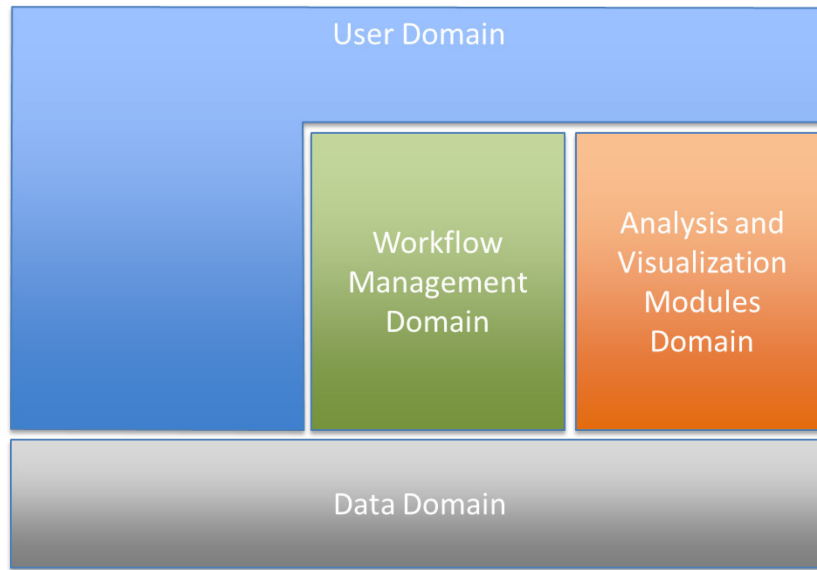 User Domain
Workflow
Management
Domain
Analysis and
Visualization
Modules
Domain
Data Domain